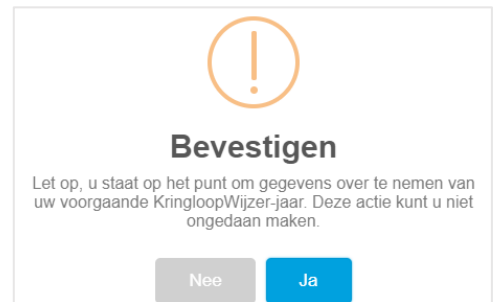 Bevestigen
Let op, u staat op het punt om gegevens over te nemen van
uw voorgaande KringloopWijzer-jaar. Deze actie kunt u niet
ongedaan maken.
Nee
Ja